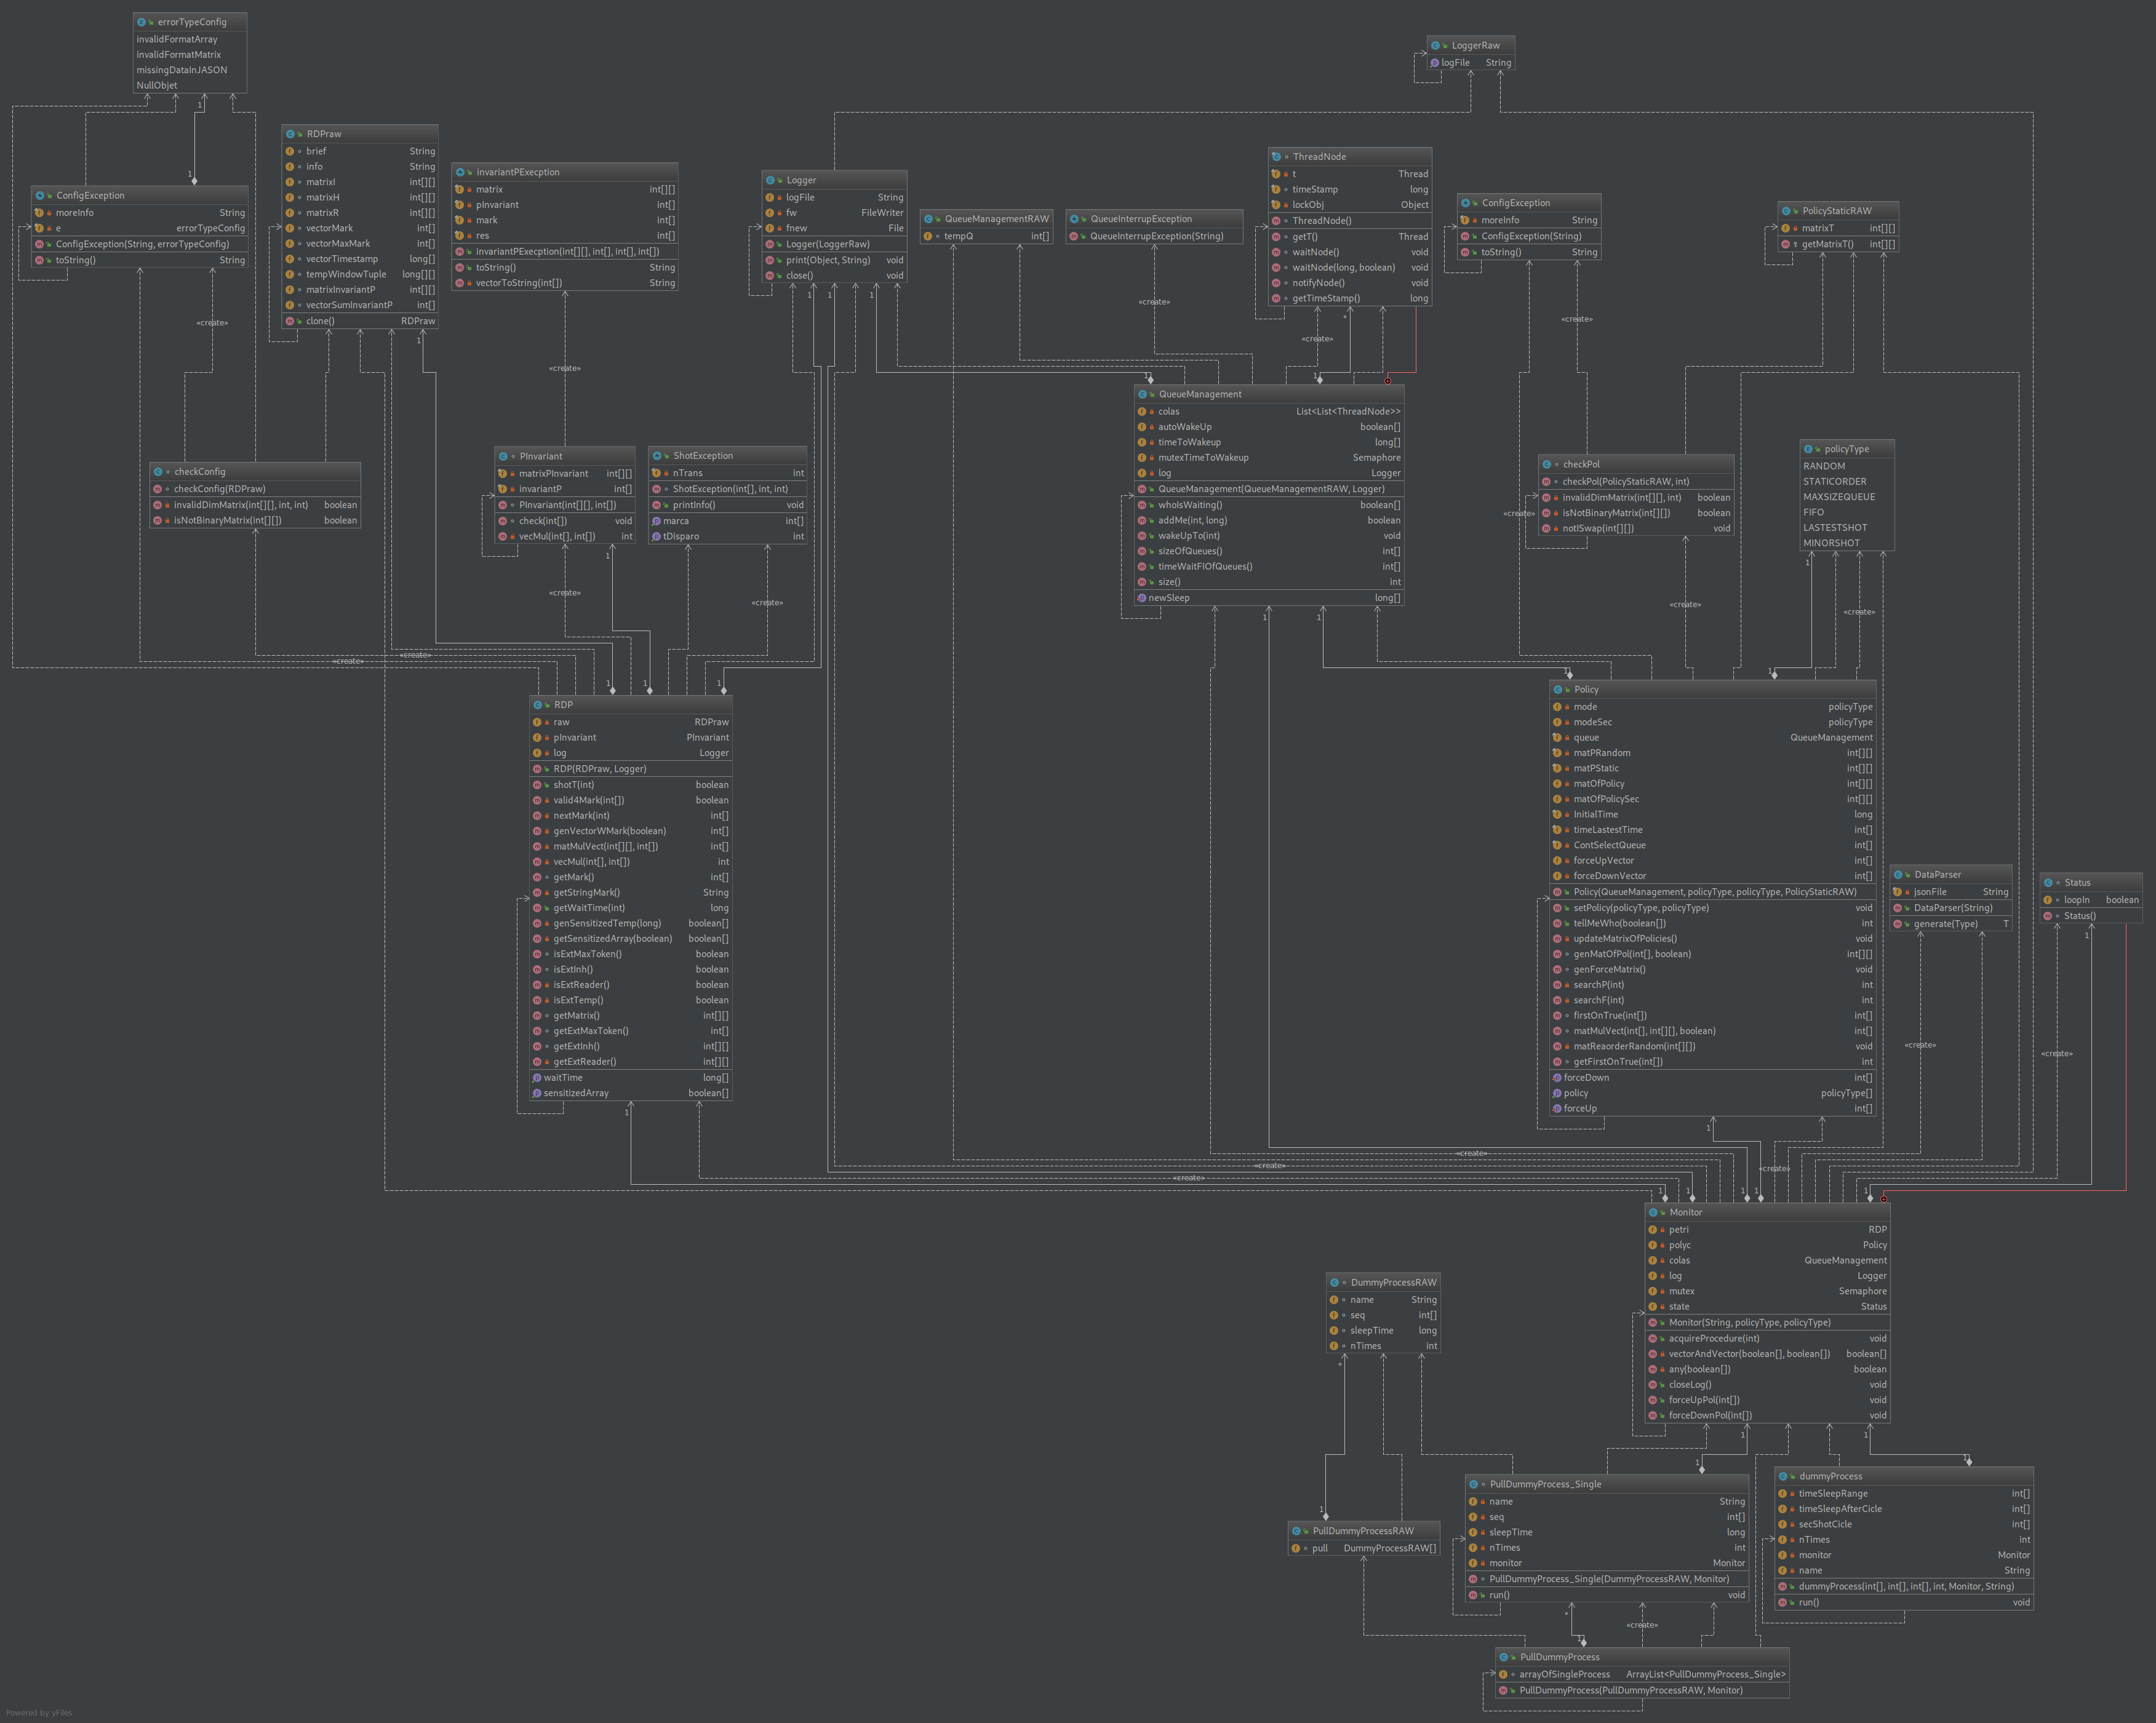 errorTypeConfig
invalidFormatArray
invalidFormatMatrix
missingDataInJASON
NullObjet
1
LoggerRaw
logFile String
RDPraw
brief String
info String
matrixI int[][]
matrixH int[][]
matrixR int[][]
vectorMark int[]
vectorMaxMark int[]
vectorTimestamp long[]
tempWindowTuple long[][]
matrixInvariantP int[][]
vectorSumInvariantP int[]
clone() RDPraw
1
1
ConfigException
moreInfo String
e errorTypeConfig
ConfigException(String, errorTypeConfig)
toString() String
«create»
invariantPExecption
matrix int[][]
pInvariant int[]
mark int[]
res int[]
invariantPExecption(int[][], int[], int[], int[])
toString() String
vectorToString(int[]) String
«create»
Logger
logFile String
fw FileWriter
fnew File
Logger(LoggerRaw)
print(Object, String) void
close() void
1
1
1
QueueManagementRAW
tempQ int[]
QueueInterrupException
QueueInterrupException(String)
«create»
ThreadNode
t Thread
timeStamp long
lockObj Object
ThreadNode()
getT() Thread
waitNode() void
waitNode(long, boolean) void
notifyNode() void
getTimeStamp() long
*
«create»
ConfigException
moreInfo String
ConfigException(String)
toString() String
«create»
PolicyStaticRAW
matrixT int[][]
getMatrixT() int[][]
checkConfig
checkConfig(RDPraw)
invalidDimMatrix(int[][], int, int) boolean
isNotBinaryMatrix(int[][]) boolean
PInvariant
matrixPInvariant int[][]
invariantP int[]
PInvariant(int[][], int[])
check(int[]) void
vecMul(int[], int[]) int
1
«create»
ShotException
nTrans int
ShotException(int[], int, int)
printInfo() void
marca int[]
tDisparo int
«create»
1
1
QueueManagement
colas List<List<ThreadNode>>
autoWakeUp boolean[]
timeToWakeup long[]
mutexTimeToWakeup Semaphore
log Logger
QueueManagement(QueueManagementRAW, Logger)
whoIsWaiting() boolean[]
addMe(int, long) boolean
wakeUpTo(int) void
sizeOfQueues() int[]
timeWaitFIOfQueues() int[]
size() int
newSleep long[]
1
1
checkPol
checkPol(PolicyStaticRAW, int)
invalidDimMatrix(int[][], int) boolean
isNotBinaryMatrix(int[][]) boolean
notISwap(int[][]) void
«create»
«create»
policyType
RANDOM
STATICORDER
MAXSIZEQUEUE
FIFO
LASTESTSHOT
MINORSHOT
1
«create»
«create»
«create»
1
1
1
RDP
raw RDPraw
pInvariant PInvariant
log Logger
RDP(RDPraw, Logger)
shotT(int) boolean
valid4Mark(int[]) boolean
nextMark(int) int[]
genVectorWMark(boolean) int[]
matMulVect(int[][], int[]) int[]
vecMul(int[], int[]) int
getMark() int[]
getStringMark() String
getWaitTime(int) long
genSensitizedTemp(long) boolean[]
getSensitizedArray(boolean) boolean[]
isExtMaxToken() boolean
isExtInh() boolean
isExtReader() boolean
isExtTemp() boolean
getMatrix() int[][]
getExtMaxToken() int[]
getExtInh() int[][]
getExtReader() int[][]
waitTime long[]
sensitizedArray boolean[]
1
1
1
Policy
mode policyType
modeSec policyType
queue QueueManagement
matPRandom int[][]
matPStatic int[][]
matOfPolicy int[][]
matOfPolicySec int[][]
InitialTime long
timeLastestTime int[]
ContSelectQueue int[]
forceUpVector int[]
forceDownVector int[]
Policy(QueueManagement, policyType, policyType, PolicyStaticRAW)
setPolicy(policyType, policyType) void
tellMeWho(boolean[]) int
updateMatrixOfPolicies() void
genMatOfPol(int[], boolean) int[][]
genForceMatrix() void
searchP(int) int
searchF(int) int
firstOnTrue(int[]) int[]
matMulVect(int[], int[][], boolean) int[]
matReaorderRandom(int[][]) void
getFirstOnTrue(int[]) int
forceDown int[]
policy policyType[]
forceUp int[]
1
DataParser
jsonFile String
DataParser(String)
generate(Type) T
«create»
Status
loopIn boolean
Status()
1
«create»
«create»
«create»
«create»
«create»
1
1
1
1
1
Monitor
petri RDP
polyc Policy
colas QueueManagement
log Logger
mutex Semaphore
state Status
Monitor(String, policyType, policyType)
acquireProcedure(int) void
vectorAndVector(boolean[], boolean[]) boolean[]
any(boolean[]) boolean
closeLog() void
forceUpPol(int[]) void
forceDownPol(int[]) void
1
1
DummyProcessRAW
name String
seq int[]
sleepTime long
nTimes int
*
1
PullDummyProcessRAW
pull DummyProcessRAW[]
1
PullDummyProcess_Single
name String
seq int[]
sleepTime long
nTimes int
monitor Monitor
PullDummyProcess_Single(DummyProcessRAW, Monitor)
run() void
*
«create»
1
1
dummyProcess
timeSleepRange int[]
timeSleepAfterCicle int[]
secShotCicle int[]
nTimes int
monitor Monitor
name String
dummyProcess(int[], int[], int[], int, Monitor, String)
run() void
PullDummyProcess
arrayOfSingleProcess ArrayList<PullDummyProcess_Single>
PullDummyProcess(PullDummyProcessRAW, Monitor)
Powered by yFiles